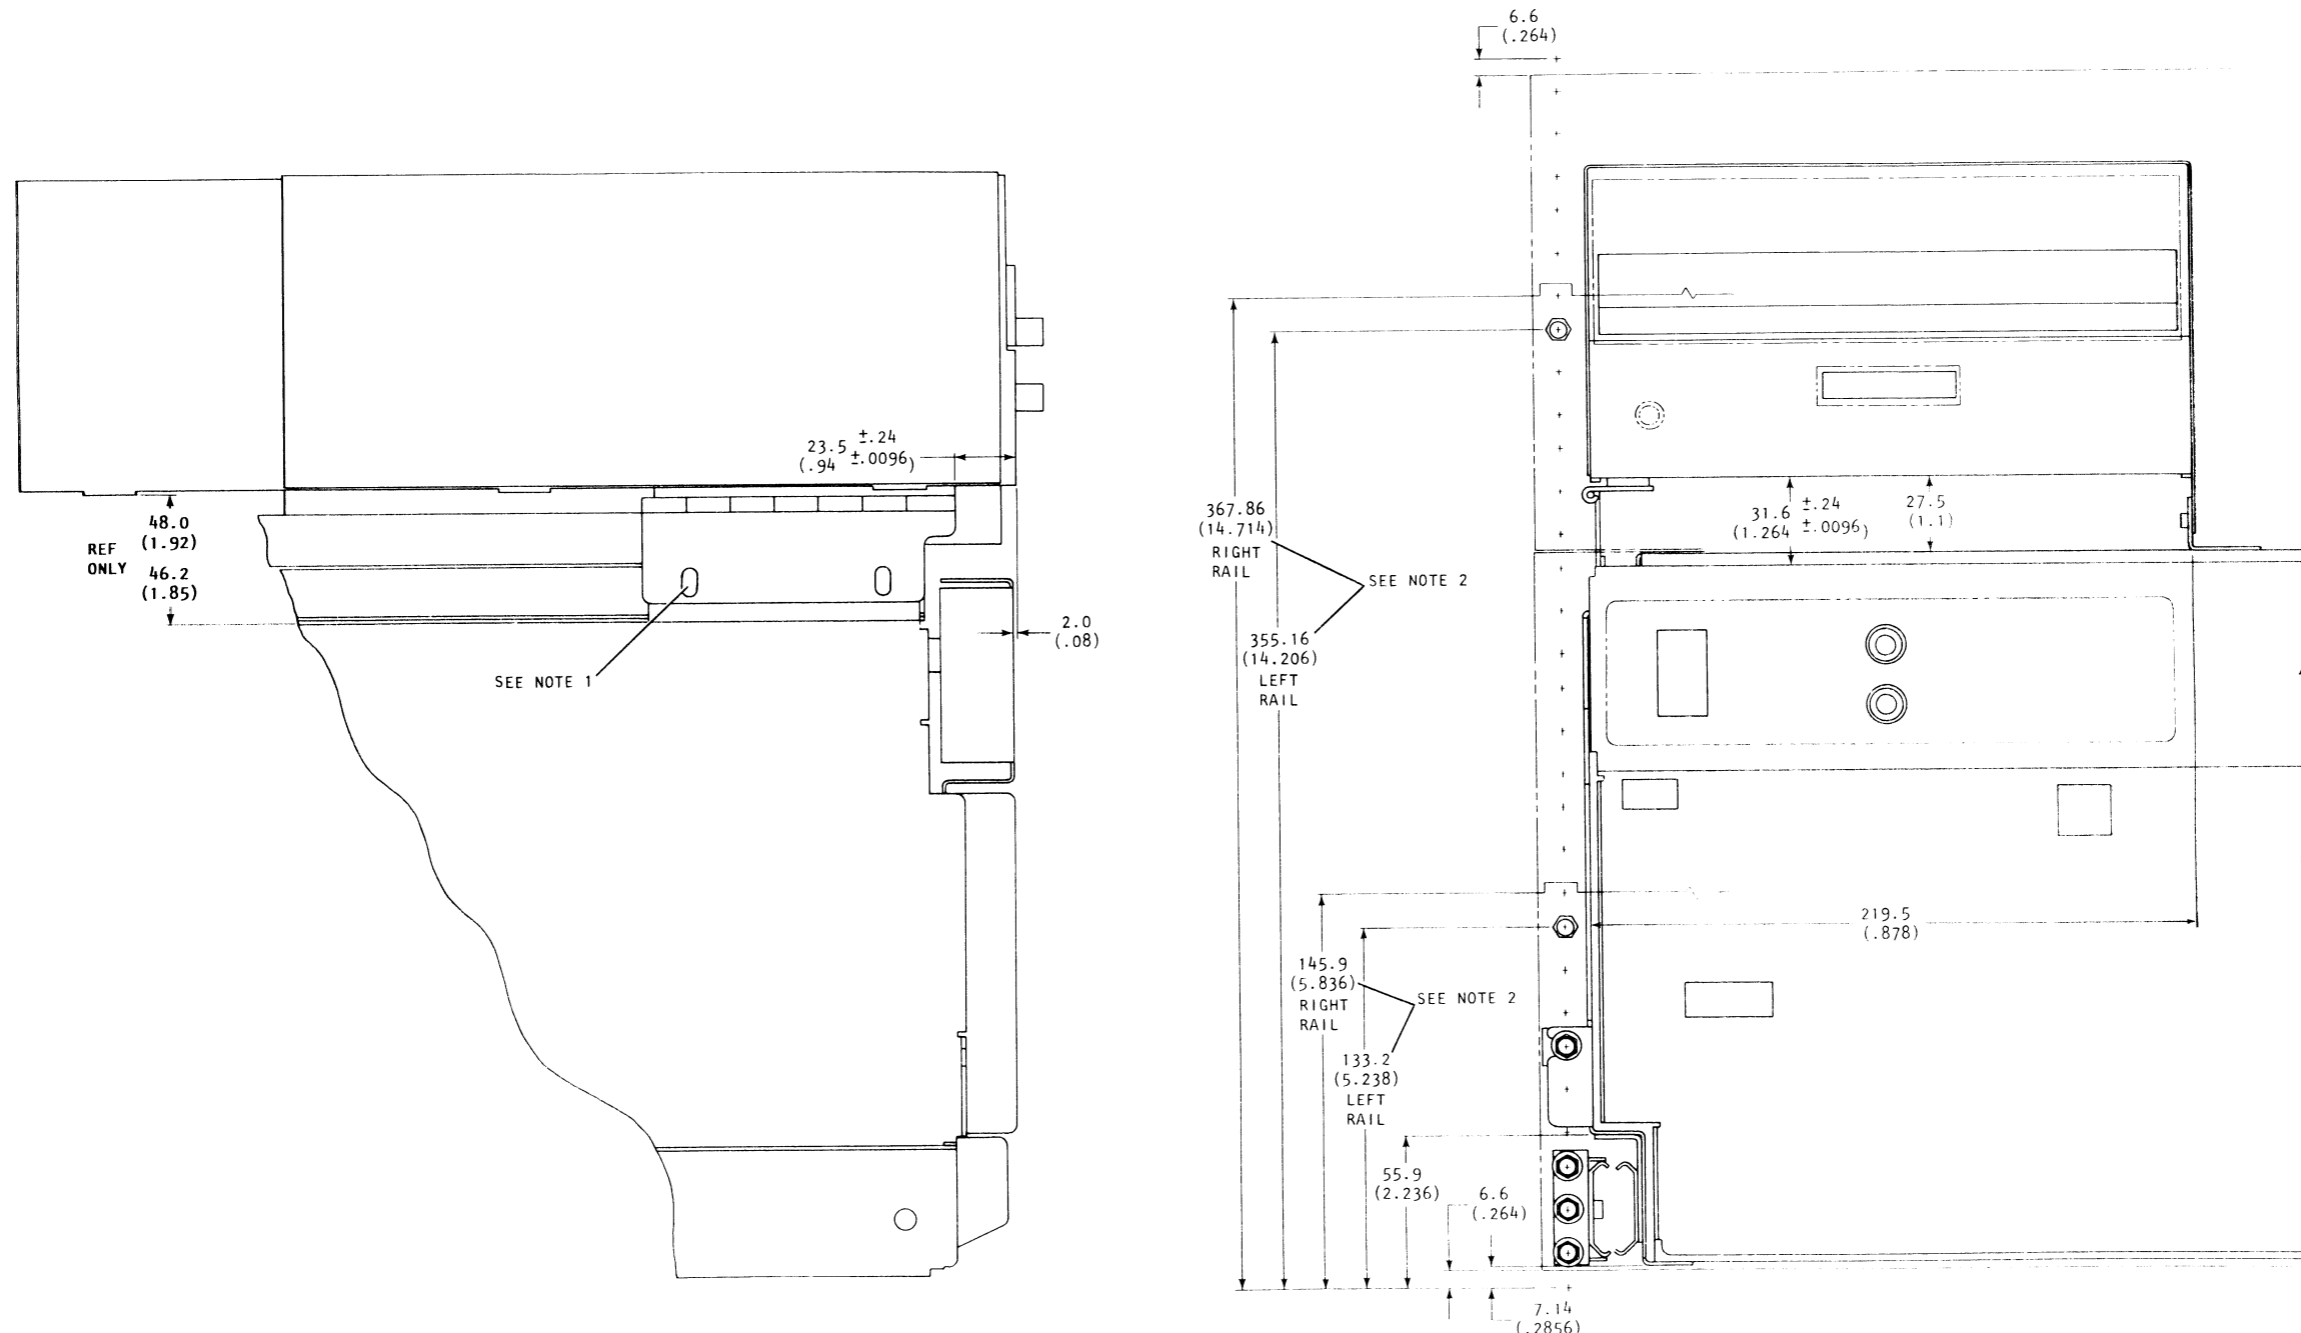 6.6
(.264)
23.5 ±.24
(.94 ±.0096)
48.0
(1.92)
REF
ONLY
46.2
(1.85)
SEE NOTE 1
2.0
(.08)
367.86
(14.714)
RIGHT
RAIL
SEE NOTE 2
355.16
(14.206)
LEFT
RAIL
31.6 ±.24
(1.264 ±.0096)
27.5
(1.1)
219.5
(.878)
145.9
(5.836)
RIGHT
RAIL
SEE NOTE 2
133.2
(5.238)
LEFT
RAIL
55.9
(2.236)
6.6
(.264)
7.14
(.2856)